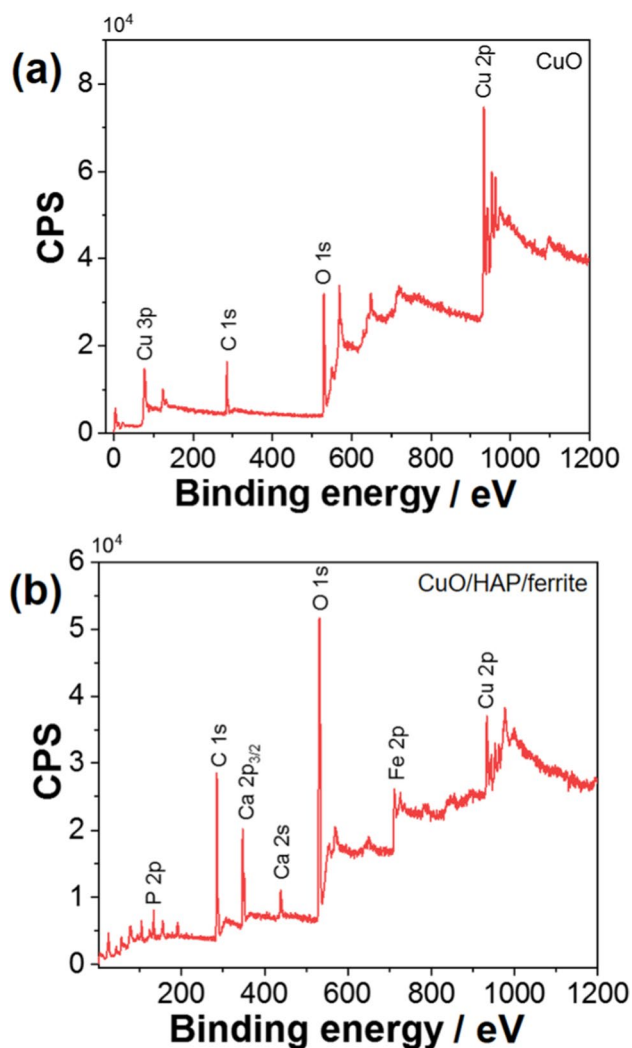 (a)
10⁴
CuO
CPS
8
6
4
2
0
Cu 3p
C 1s
O 1s
Cu 2p
0 200 400 600 800 1000 1200
Binding energy / eV
(b)
10⁴
CuO/HAP/ferrite
CPS
6
5
4
3
2
1
0
P 2p
C 1s
Ca 2p₃/₂
Ca 2s
O 1s
Fe 2p
Cu 2p
200 400 600 800 1000 1200
Binding energy / eV